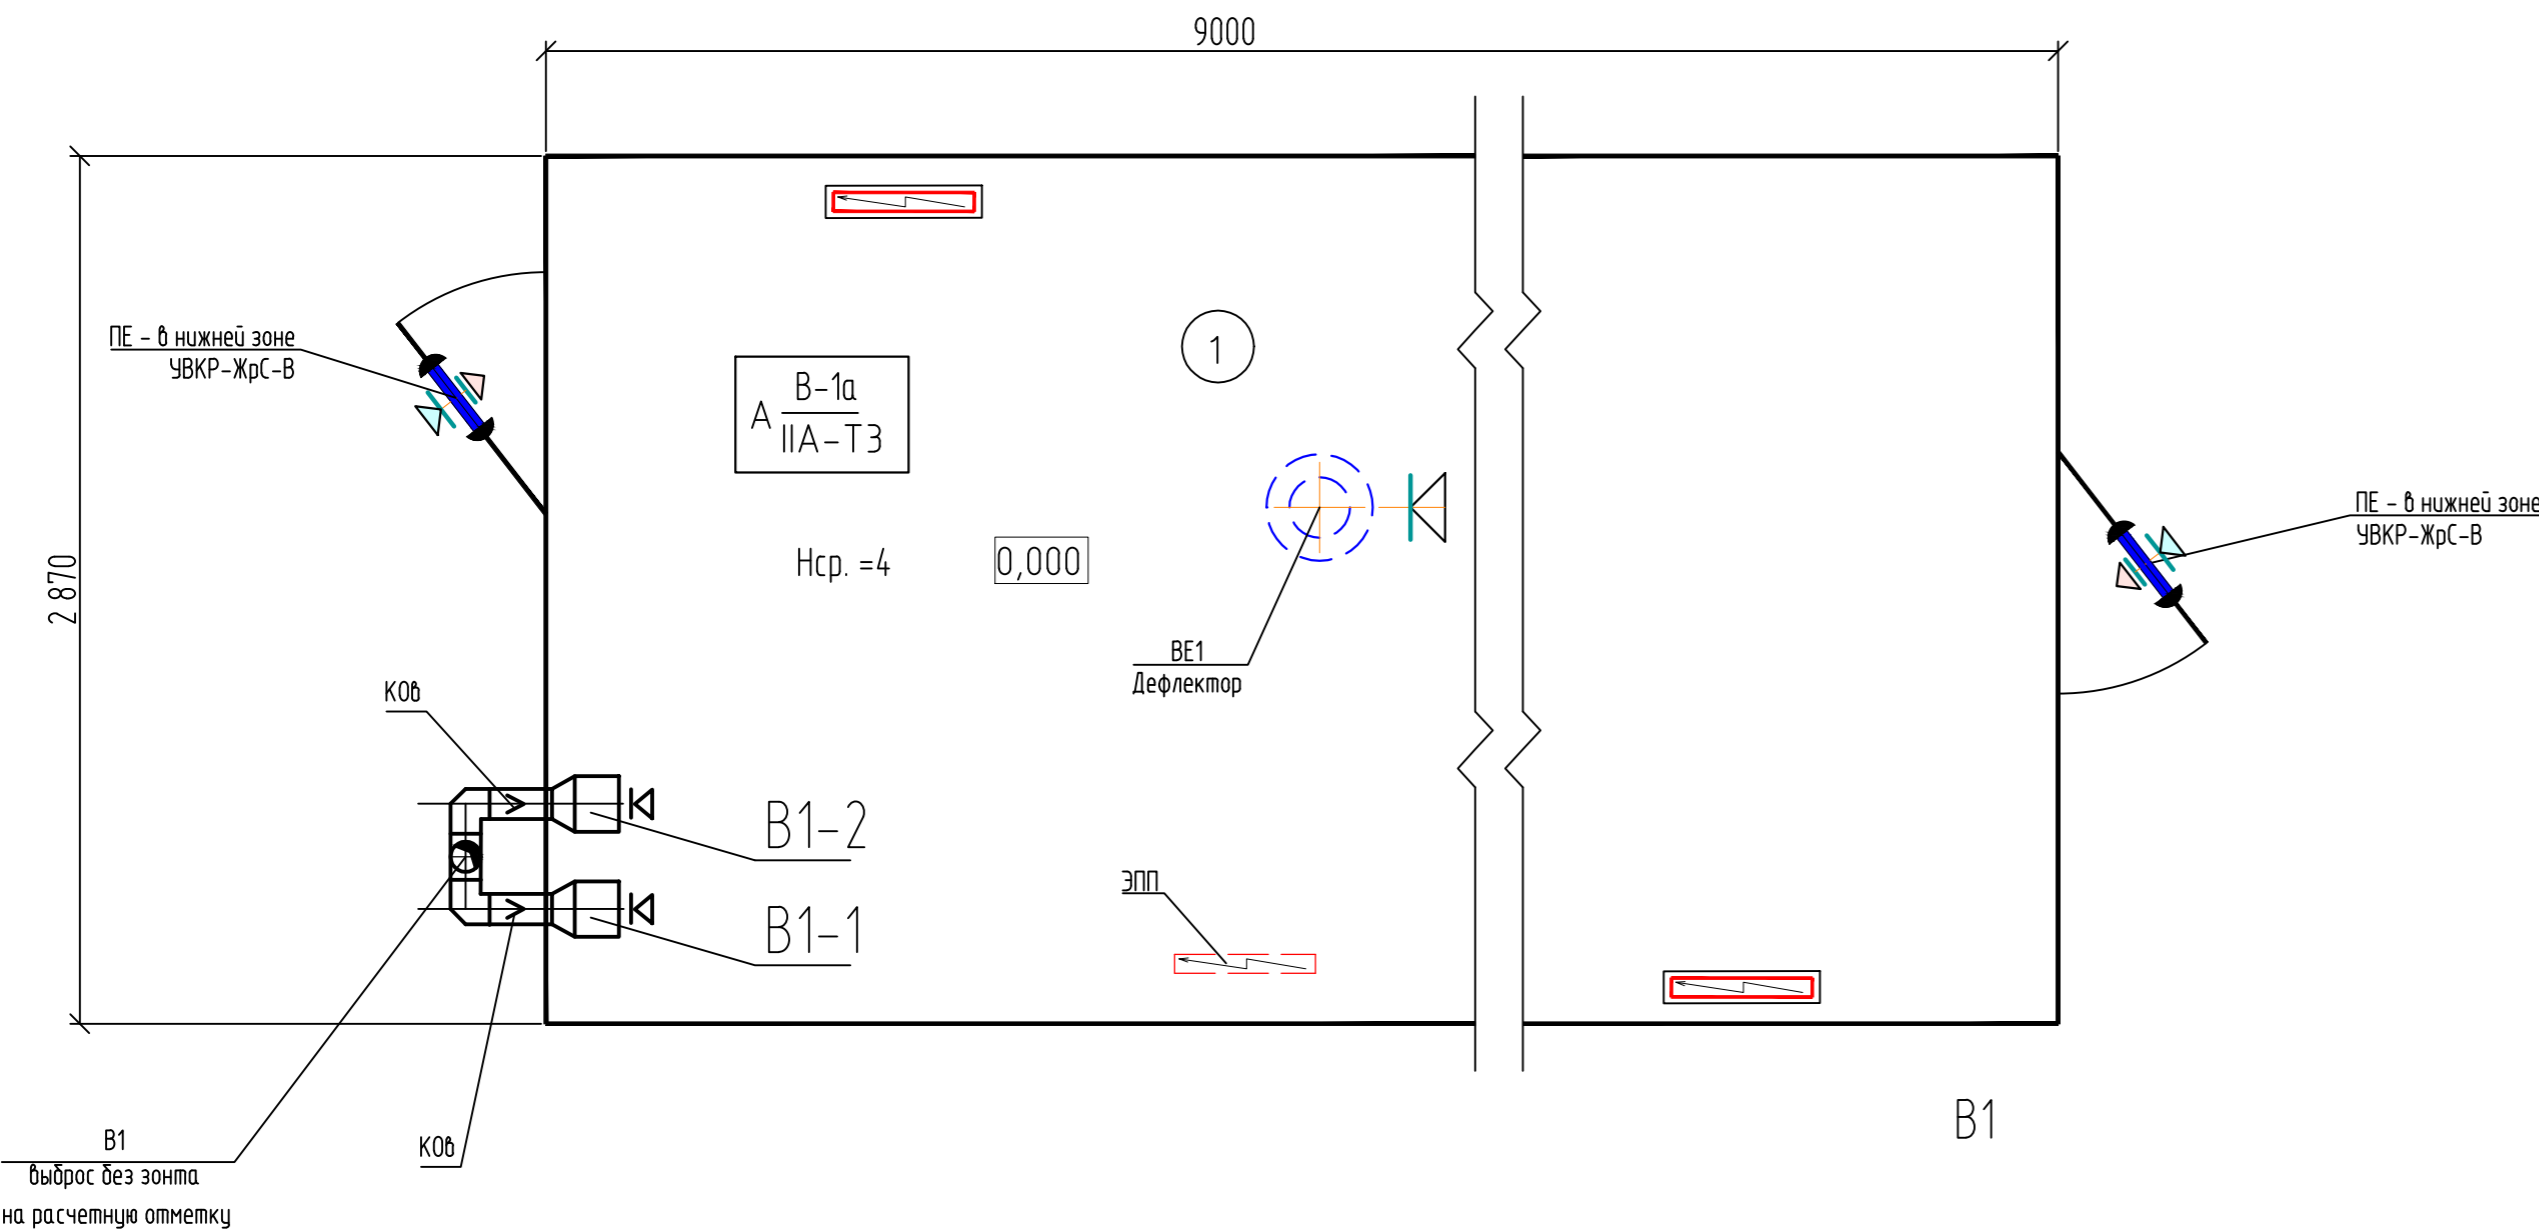 9000
ПЕ - в нижней зоне
УВКР-ЖрС-В
1
А В-1а
IIА-Т3
ПЕ - в нижней зоне
УВКР-ЖрС-В
2 870
Нср. =4
0,000
ВЕ1
Дефлектор
КОв
В1-2
ЭПП
В1-1
В1
В1
выброс без зонта
на расчетную отметку
КОв